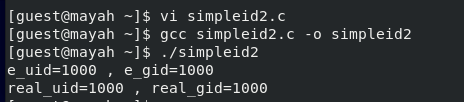 [guest@mayah ~]$ vi simpleid2.c
[guest@mayah ~]$ gcc simpleid2.c -o simpleid2
[guest@mayah ~]$ ./simpleid2
e_uid=1000 , e_gid=1000
real_uid=1000 , real_gid=1000